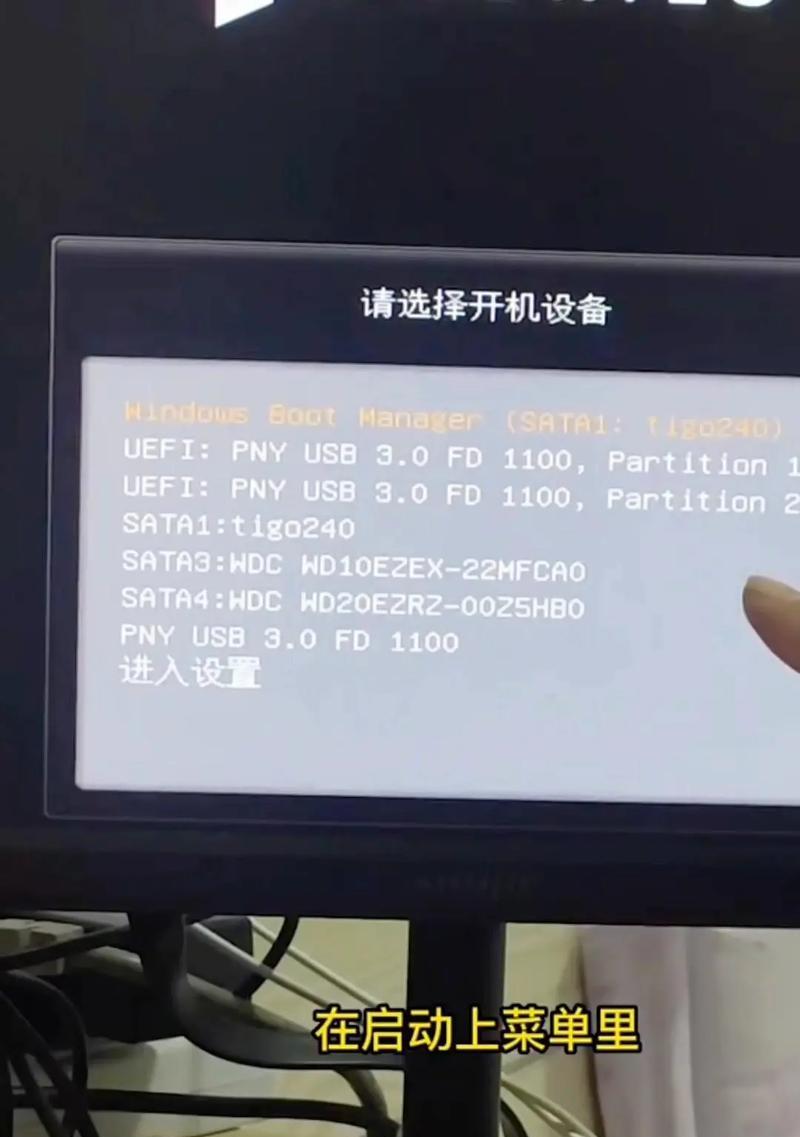 请选择开机设备
Windows Boot Manager (SATA1: tigo240)
UEFI: PNY USB 3.0 FD 1100, Partition 1
UEFI: PNY USB 3.0 FD 1100, Partition 2
SATA1:tigo240
SATA3:WDC WD10EZEX-22MFCA0
SATA4:WDC WD20EZRZ-00Z5HB0
PNY USB 3.0 FD 1100
进入设置
在启动上菜单里